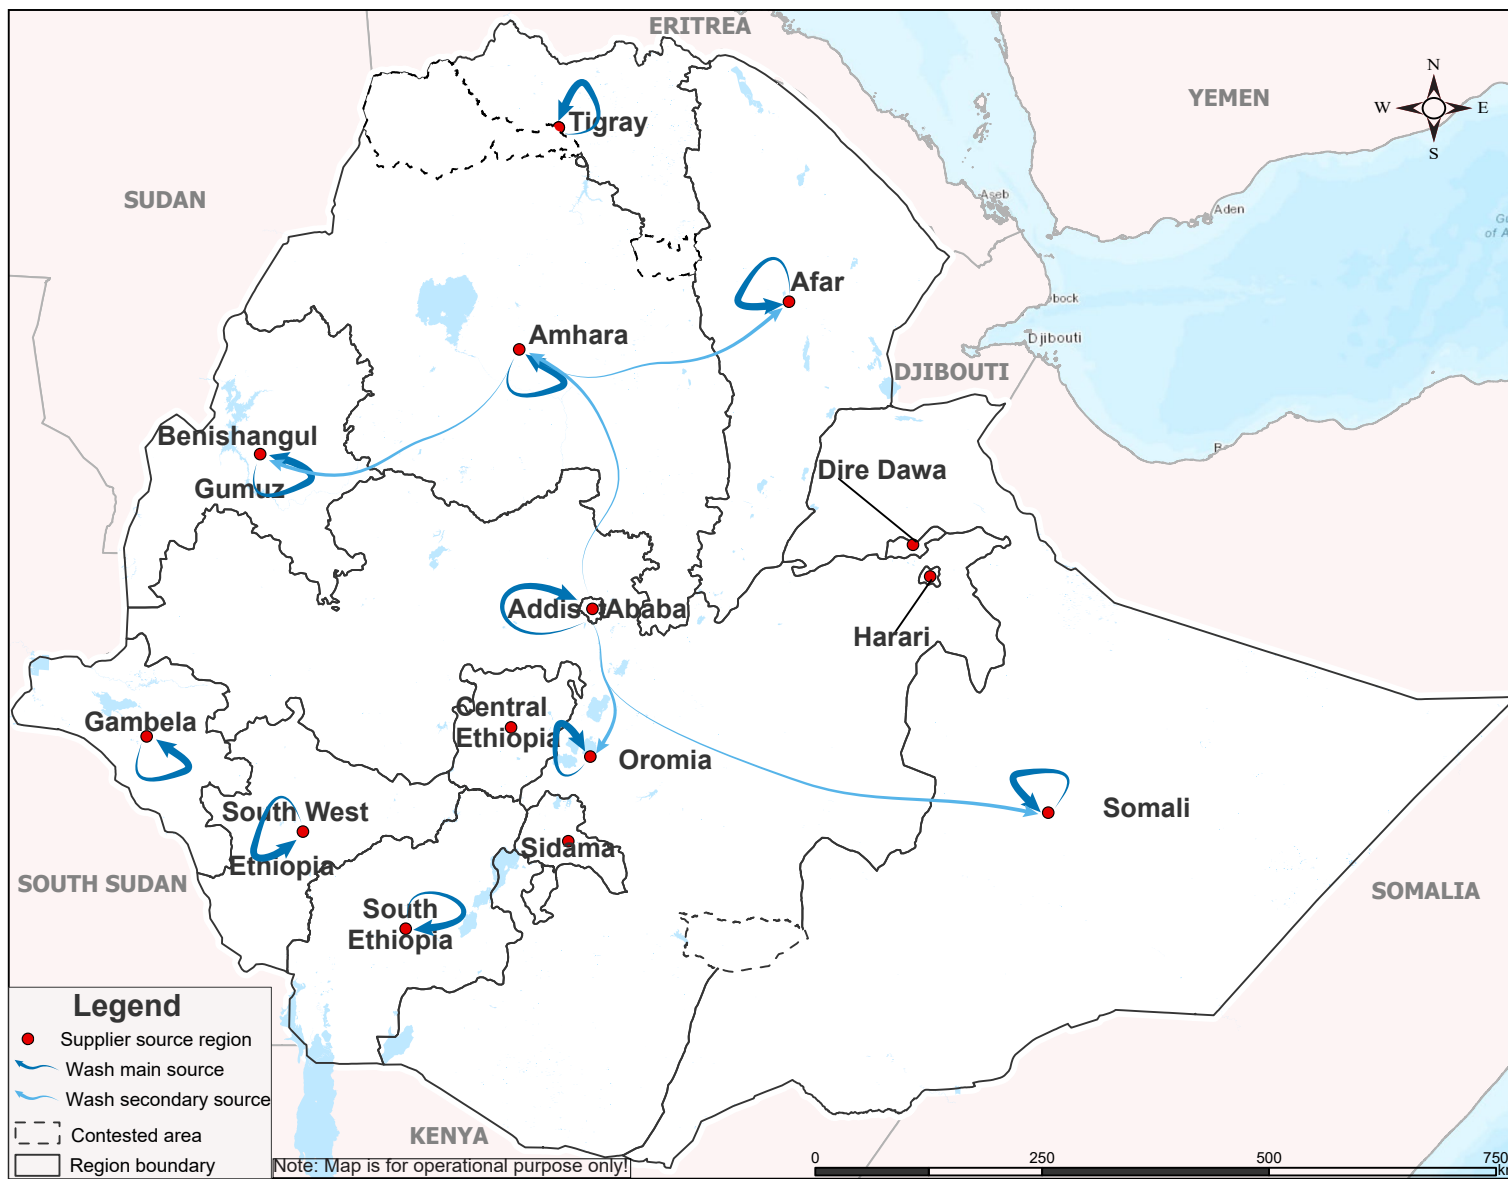 ERITREA
YEMEN
N
W
E
S
Tigray
SUDAN
Aseb
Aden
of A
Afar
bock
Amhara
Djibouti
DJIBOUTI
Benishangul
Gumuz
Dire Dawa
Addis Ababa
Harari
Central
Ethiopia
Gambela
Oromia
South West
Ethiopia
Somali
Sidama
SOUTH SUDAN
SOMALIA
South
Ethiopia
Legend
Supplier source region
Wash main source
Wash secondary source
Contested area
Region boundary
KENYA
Note: Map is for operational purpose only!
0
250
500
750
km